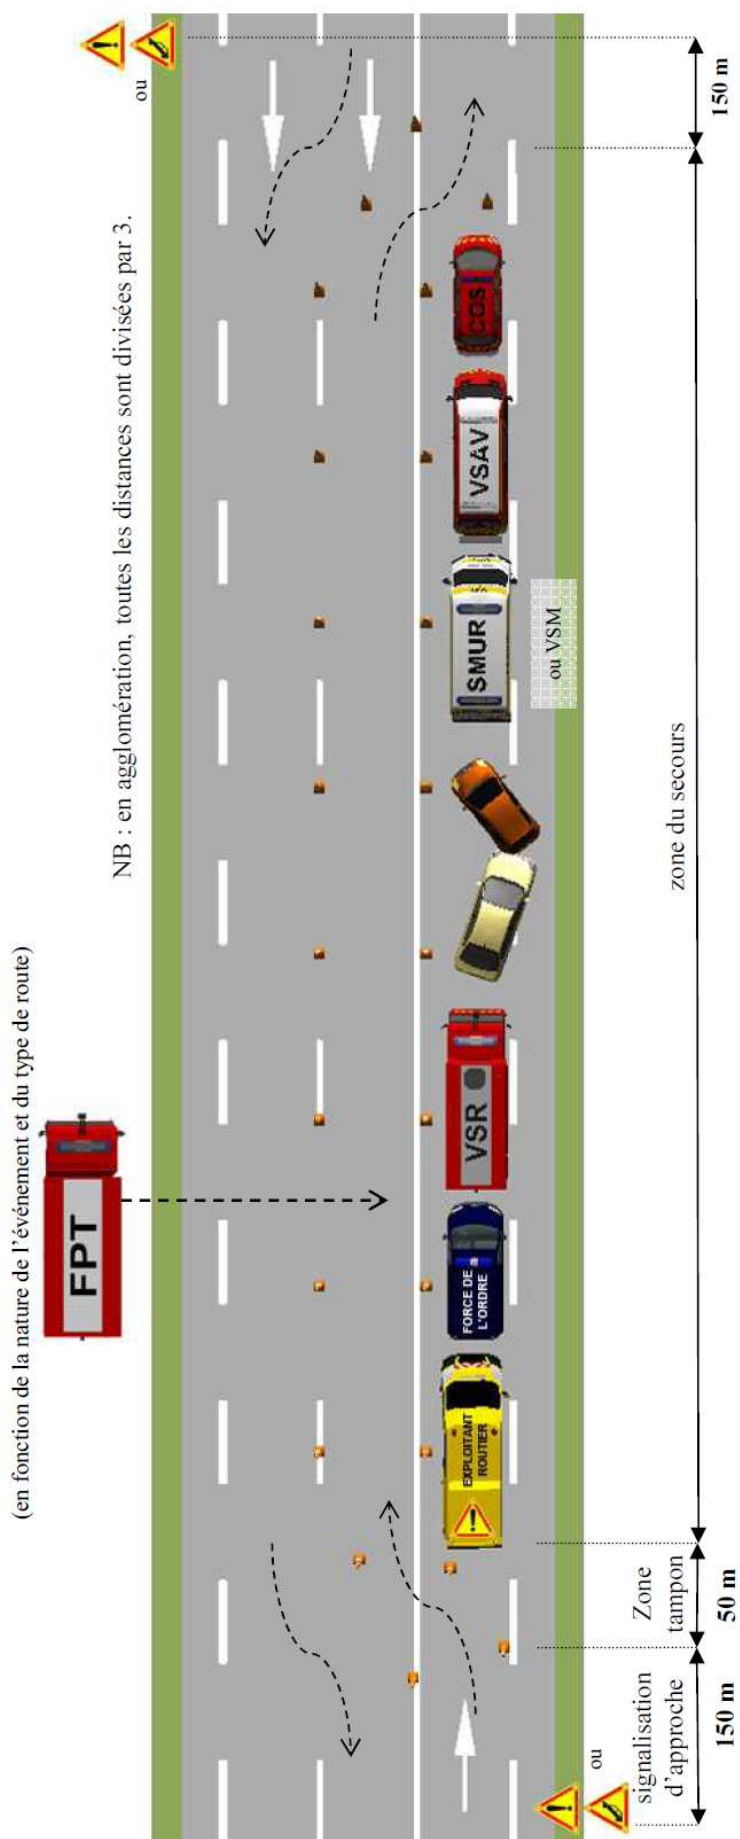 (en fonction de la nature de l'événement et du type de route)
FPT
NB : en agglomération, toutes les distances sont divisées par 3.
ou
EXPLOITANT
ROUTIER
FORCE DE
L'ORDRE
VSR
SMUR
VSAV
COS
ou VSM
ou
signalisation
d'approche
150 m
Zone
tampon
50 m
zone du secours
150 m